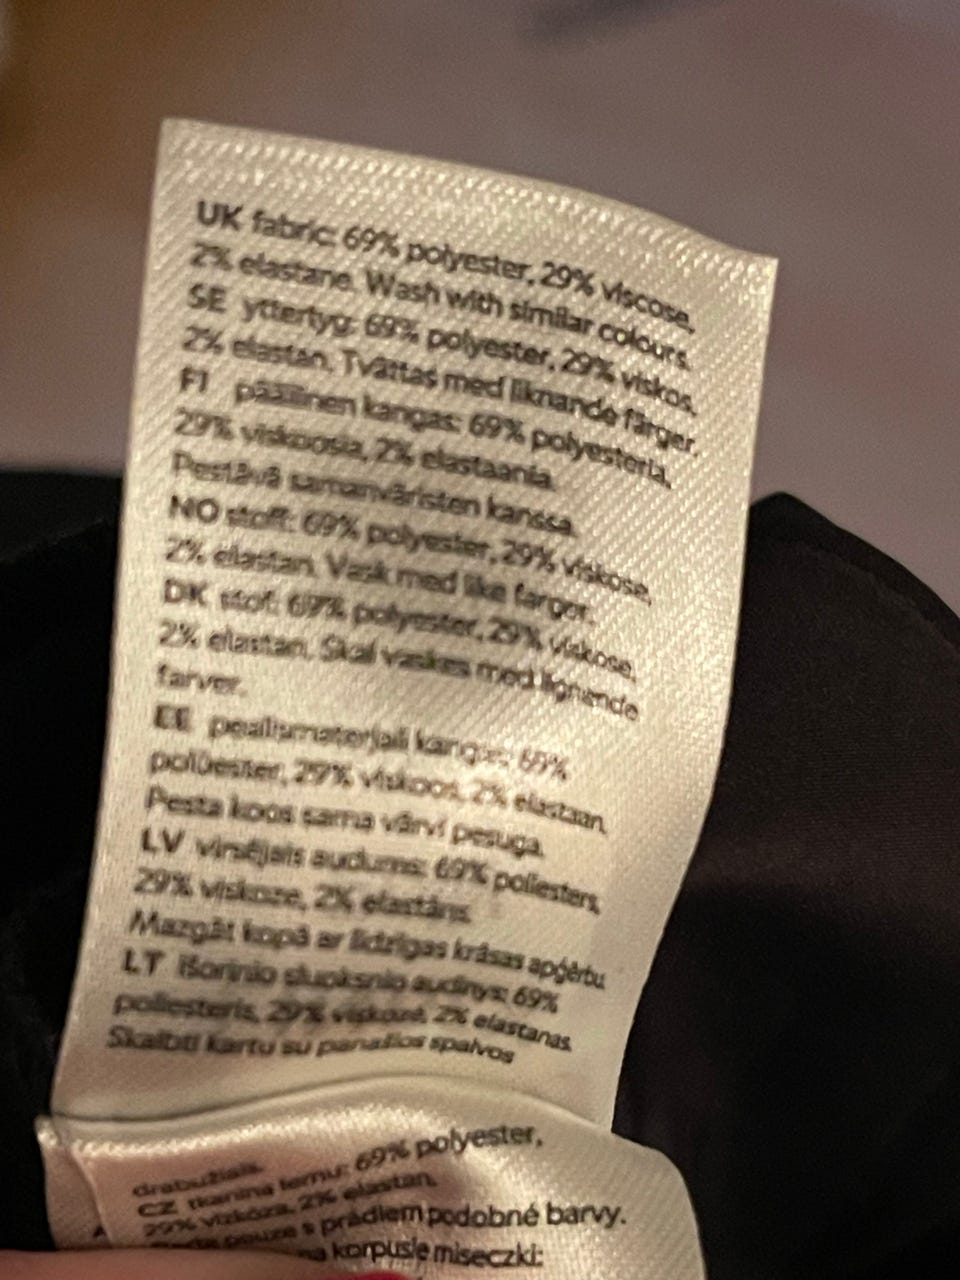 UK fabric: 69% polyester, 29% viscose,
2% elastane. Wash with similar colours.
SE yttertyg: 69% polyester, 29% viskos,
2% elastan. Tvättas med liknande färger.
FI päällinen kangas: 69% polyesteria,
29% viskoosia, 2% elastaania.
Pestävä samanväristen kanssa.
NO stoff: 69% polyester, 29% viskose,
2% elastan. Vask med like farger.
DK stof: 69% polyester, 29% viskose,
2% elastan. Skal vaskes med lignende
farver.
EE pealismaterjali kangas: 69%
polüester, 29% viskoos, 2% elastaan.
Pesta koos sama värvi pesuga.
LV virsējais audums: 69% poliesters,
29% viskoze, 2% elastāns.
Mazgāt kopā ar līdzīgas krāsas apģērbu.
LT Išorinio sluoksnio audinys: 69%
poliesteris, 29% viskozė, 2% elastanas.
Skalbti kartu su panašios spalvos
drabužiais.
CZ tkanina lemu: 69% polyester,
29% viskóza, 2% elastan.
pouze s prádlem podobné barvy.
na korpusie miseczki: